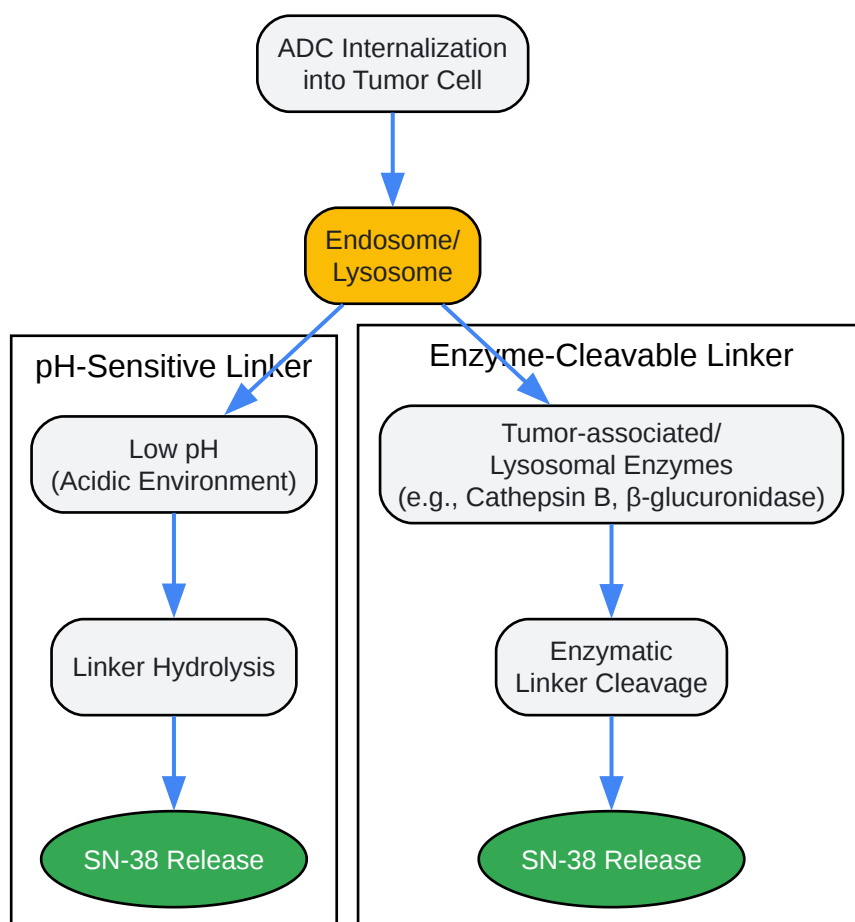 ADC Internalization
into Tumor Cell
Endosome/
Lysosome
pH-Sensitive Linker
Low pH
(Acidic Environment)
Linker Hydrolysis
SN-38 Release
Enzyme-Cleavable Linker
Tumor-associated/
Lysosomal Enzymes
(e.g., Cathepsin B, β-glucuronidase)
Enzymatic
Linker Cleavage
SN-38 Release